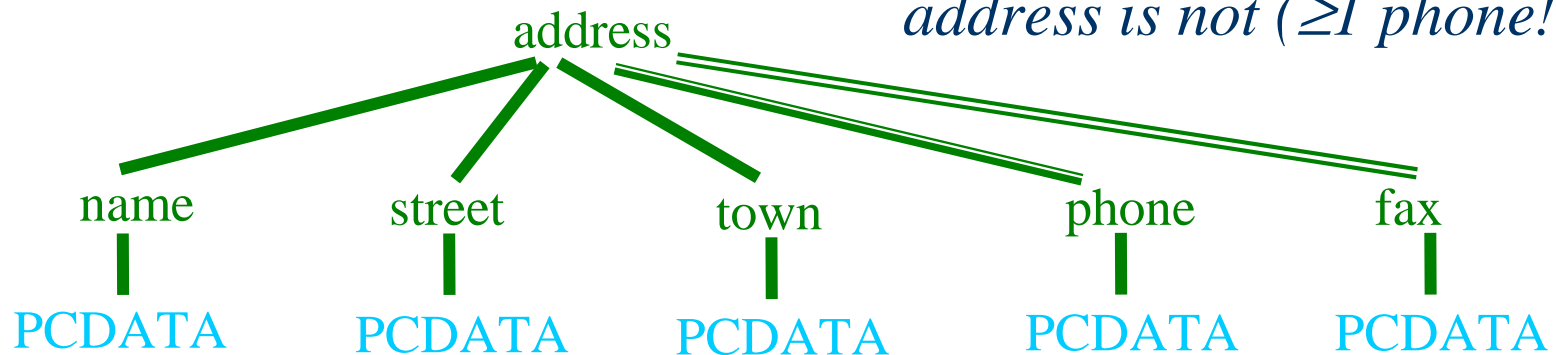 address is not (≥1 phone!
address
name street town phone fax
PCDATA PCDATA PCDATA PCDATA PCDATA